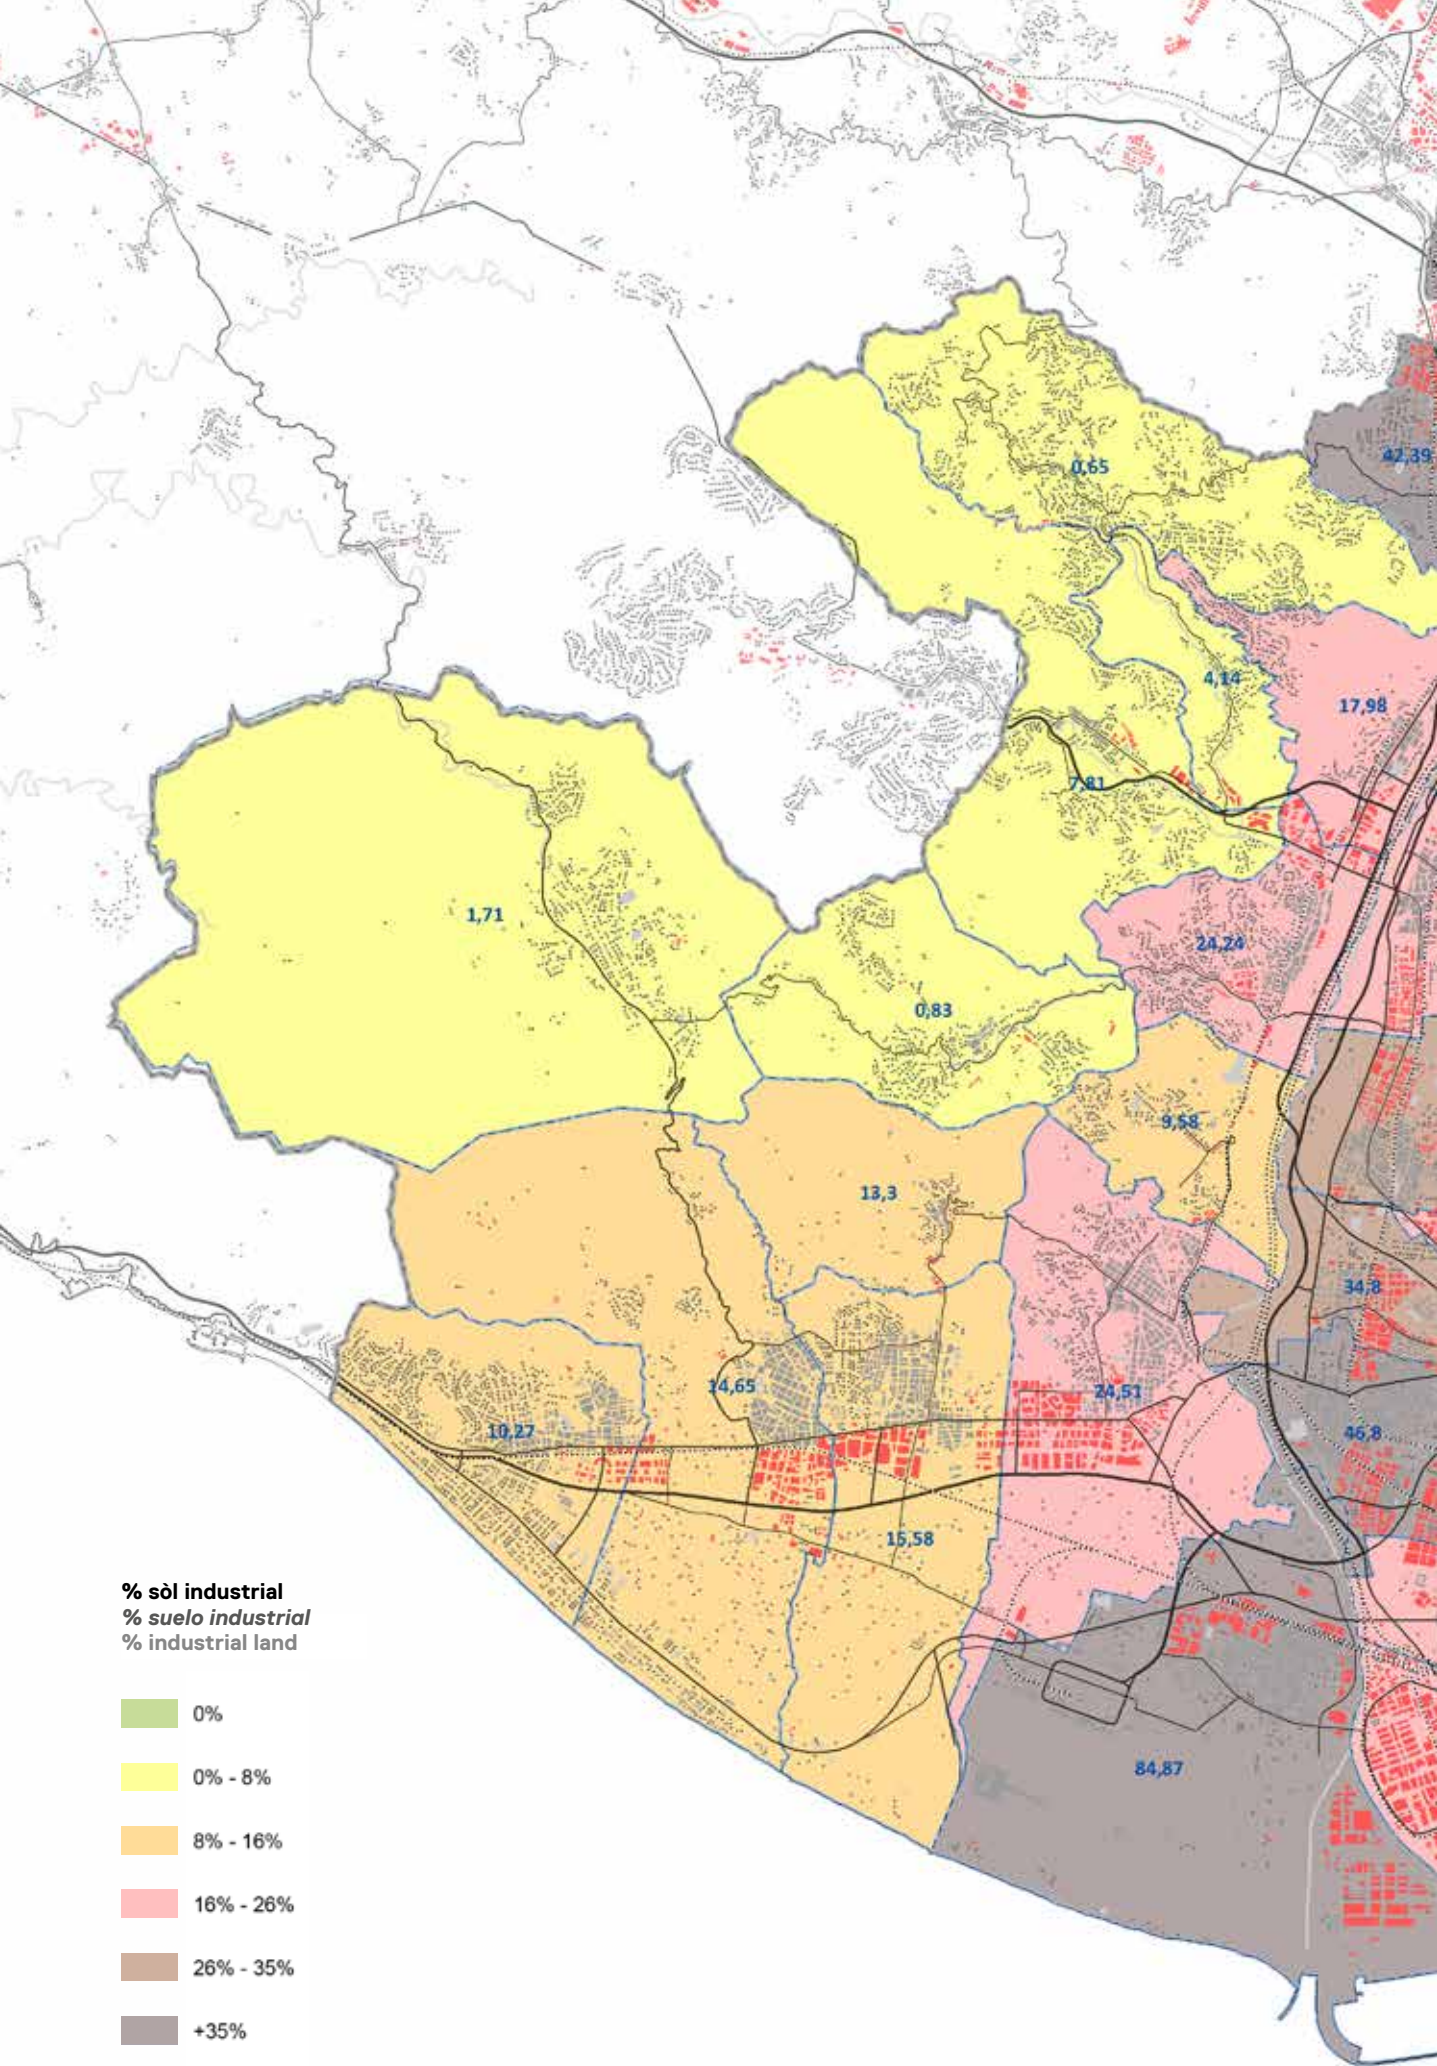 0,65
42,39
4,14
17,98
7,81
1,71
24,24
0,83
9,58
13,3
34,8
14,65
24,51
10,27
46,8
15,58
84,87
% sòl industrial
% suelo industrial
% industrial land
0%
0% - 8%
8% - 16%
16% - 26%
26% - 35%
+35%